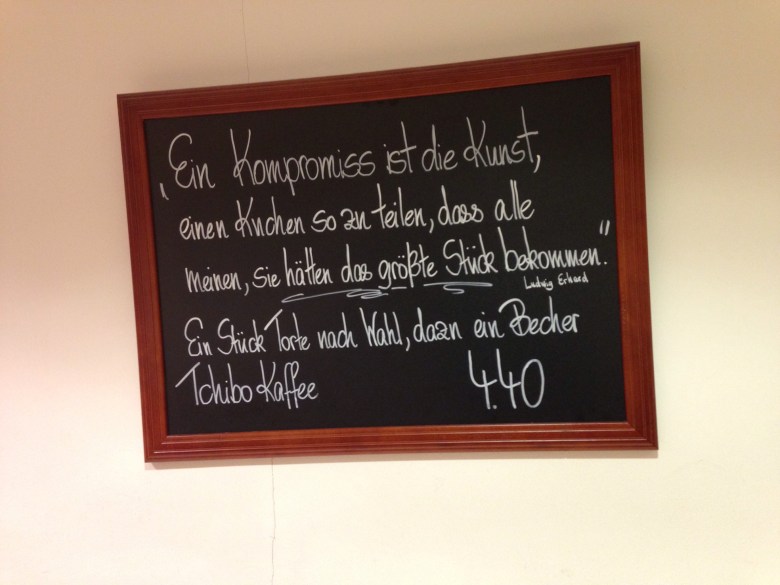 „Ein Kompromiss ist die Kunst,
einen Kuchen so zu teilen, dass alle
meinen, sie hätten das größte Stück bekommen."
Ludwig Erhard
Ein Stück Torte nach Wahl, dazu ein Becher
Tchibo Kaffee 4.40